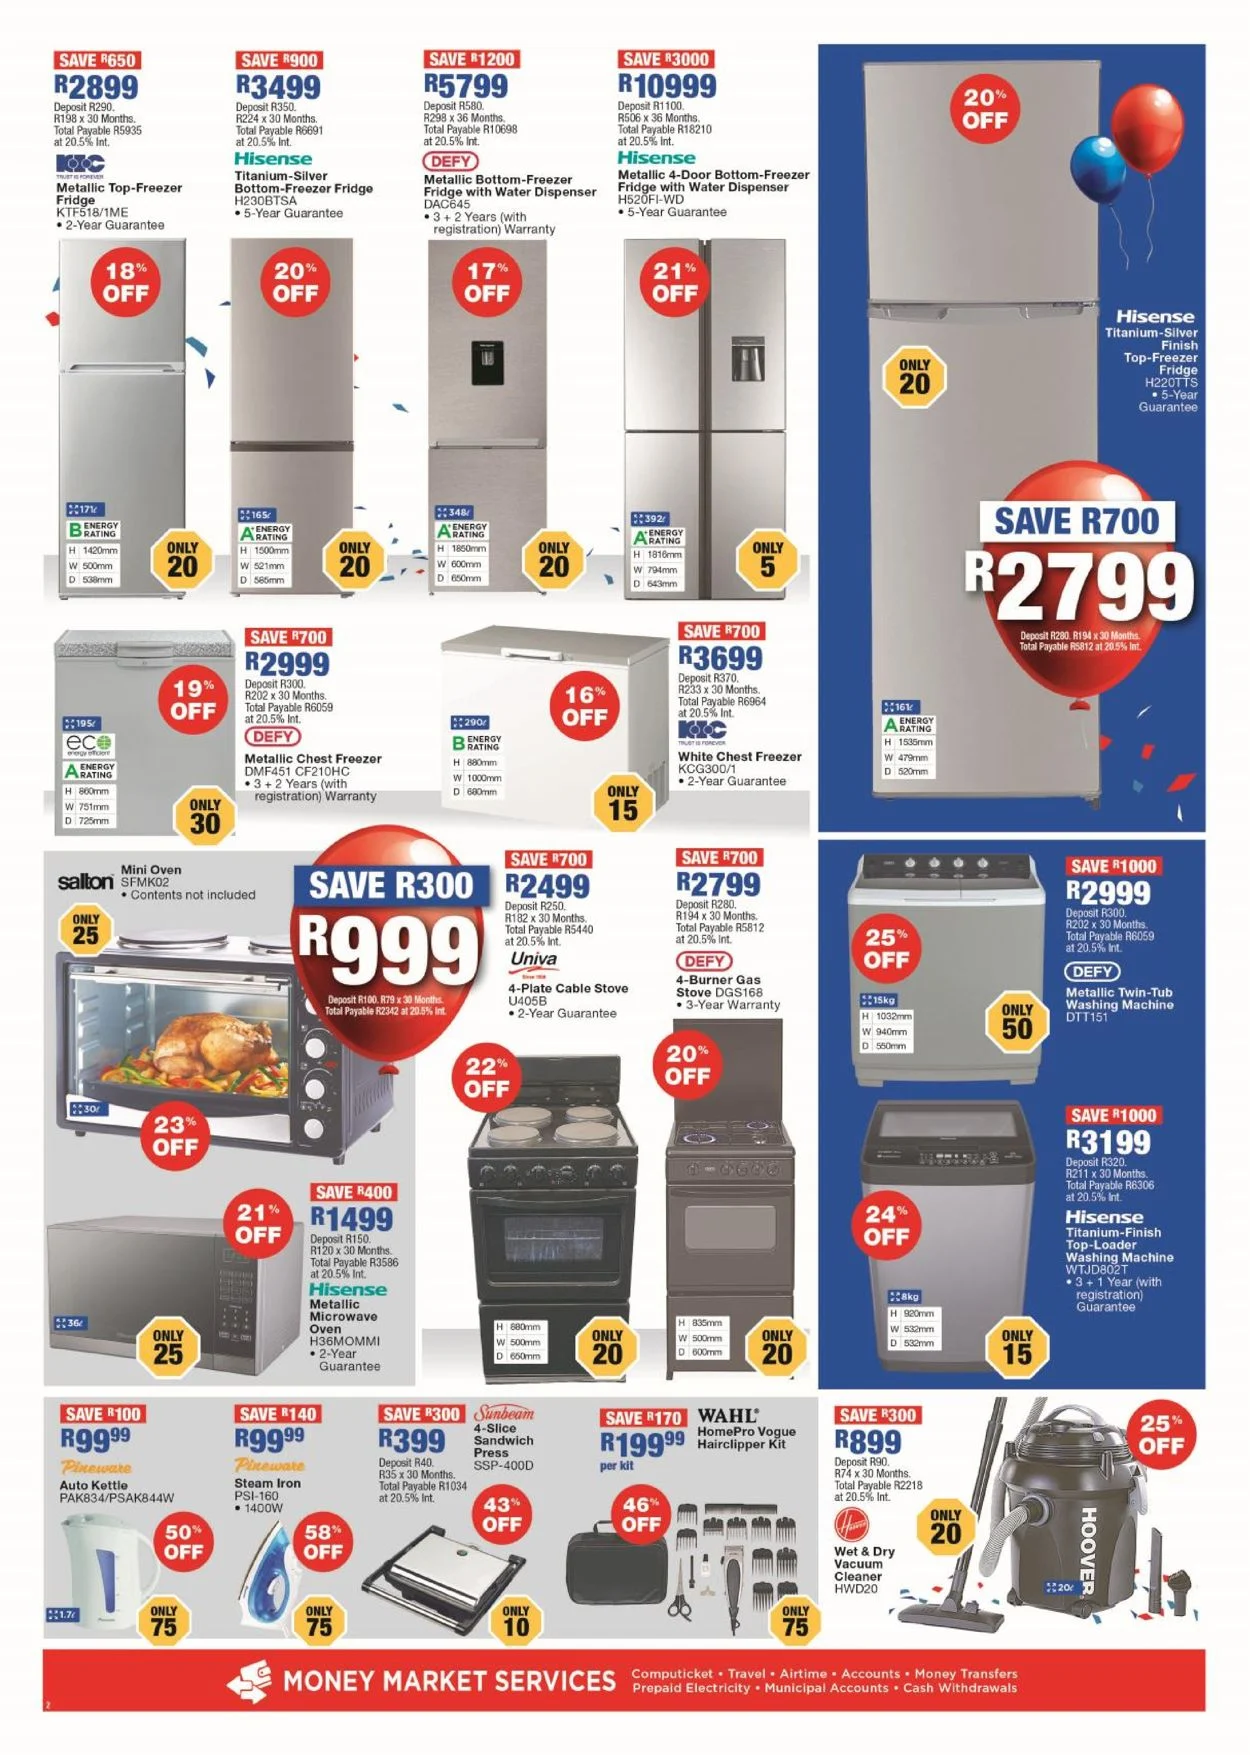 SAVE R650
R2899
Deposit R290.
R198 x 30 Months.
Total Payable R5935
at 20.5% Int.
KIC
TRUST IS FOREVER
Metallic Top-Freezer
Fridge
KTF518/1ME
• 2-Year Guarantee
18% OFF
171ℓ
B ENERGY RATING
H 1420mm
W 500mm
D 538mm
ONLY 20
SAVE R900
R3499
Deposit R350.
R224 x 30 Months.
Total Payable R6691
at 20.5% Int.
Hisense
Titanium-Silver
Bottom-Freezer Fridge
H230BTSA
• 5-Year Guarantee
20% OFF
165ℓ
A+ ENERGY RATING
H 1500mm
W 521mm
D 565mm
ONLY 20
SAVE R1200
R5799
Deposit R580.
R298 x 36 Months.
Total Payable R10698
at 20.5% Int.
DEFY
Metallic Bottom-Freezer
Fridge with Water Dispenser
DAC645
• 3 + 2 Years (with
registration) Warranty
17% OFF
348ℓ
A+ ENERGY RATING
H 1850mm
W 600mm
D 650mm
ONLY 20
SAVE R3000
R10999
Deposit R1100.
R506 x 36 Months.
Total Payable R18210
at 20.5% Int.
Hisense
Metallic 4-Door Bottom-Freezer
Fridge with Water Dispenser
H520FI-WD
• 5-Year Guarantee
21% OFF
392ℓ
A+ ENERGY RATING
H 1816mm
W 794mm
D 643mm
ONLY 5
20% OFF
Hisense
Titanium-Silver
Finish
Top-Freezer
Fridge
H220TTS
• 5-Year
Guarantee
ONLY 20
SAVE R700
R2799
Deposit R280. R194 x 30 Months.
Total Payable R5812 at 20.5% Int.
161ℓ
A ENERGY RATING
H 1535mm
W 479mm
D 520mm
19% OFF
195ℓ
eco
energy efficient
A ENERGY RATING
H 860mm
W 751mm
D 725mm
ONLY 30
SAVE R700
R2999
Deposit R300.
R202 x 30 Months.
Total Payable R6059
at 20.5% Int.
DEFY
Metallic Chest Freezer
DMF451 CF210HC
• 3 + 2 Years (with
registration) Warranty
16% OFF
290ℓ
B ENERGY RATING
H 880mm
W 1000mm
D 680mm
ONLY 15
SAVE R700
R3699
Deposit R370.
R233 x 30 Months.
Total Payable R6964
at 20.5% Int.
KIC
TRUST IS FOREVER
White Chest Freezer
KCG300/1
• 2-Year Guarantee
salton
Mini Oven
SFMK02
• Contents not included
ONLY 25
SAVE R300
R999
Deposit R100. R79 x 30 Months.
Total Payable R2342 at 20.5% Int.
30ℓ
23% OFF
SAVE R700
R2499
Deposit R250.
R182 x 30 Months.
Total Payable R5440
at 20.5% Int.
Univa
4-Plate Cable Stove
U405B
• 2-Year Guarantee
22% OFF
H 880mm
W 500mm
D 650mm
ONLY 20
SAVE R700
R2799
Deposit R280.
R194 x 30 Months.
Total Payable R5812
at 20.5% Int.
DEFY
4-Burner Gas
Stove DGS168
• 3-Year Warranty
20% OFF
H 835mm
W 500mm
D 600mm
ONLY 20
25% OFF
15kg
H 1032mm
W 940mm
D 550mm
ONLY 50
SAVE R1000
R2999
Deposit R300.
R202 x 30 Months.
Total Payable R6059
at 20.5% Int.
DEFY
Metallic Twin-Tub
Washing Machine
DTT151
24% OFF
8kg
H 920mm
W 532mm
D 532mm
ONLY 15
SAVE R1000
R3199
Deposit R320.
R211 x 30 Months.
Total Payable R6306
at 20.5% Int.
Hisense
Titanium-Finish
Top-Loader
Washing Machine
WTJD802T
• 3 + 1 Year (with
registration)
Guarantee
21% OFF
36ℓ
ONLY 25
SAVE R400
R1499
Deposit R150.
R120 x 30 Months.
Total Payable R3586
at 20.5% Int.
Hisense
Metallic
Microwave
Oven
H36MOMMI
• 2-Year
Guarantee
SAVE R100
R99 99
Pineware
Auto Kettle
PAK834/PSAK844W
50% OFF
1.7ℓ
ONLY 75
SAVE R140
R99 99
Pineware
Steam Iron
PSI-160
• 1400W
58% OFF
ONLY 75
SAVE R300
R399
Deposit R40.
R35 x 30 Months.
Total Payable R1034
at 20.5% Int.
Sunbeam
4-Slice
Sandwich
Press
SSP-400D
43% OFF
ONLY 10
SAVE R170
R199 99
per kit
WAHL
HomePro Vogue
Hairclipper Kit
46% OFF
ONLY 75
SAVE R300
R899
Deposit R90.
R74 x 30 Months.
Total Payable R2218
at 20.5% Int.
Hoover
Wet & Dry
Vacuum
Cleaner
HWD20
ONLY 20
25% OFF
HOOVER
20ℓ
MONEY MARKET SERVICES
Computicket • Travel • Airtime • Accounts • Money Transfers
Prepaid Electricity • Municipal Accounts • Cash Withdrawals
2